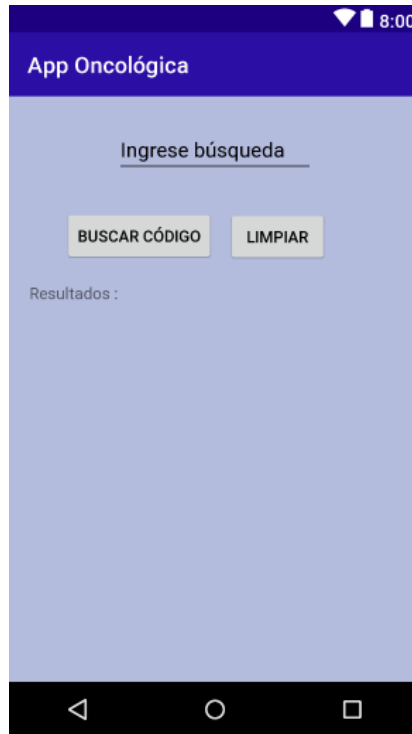 8:00
App Oncológica
Ingrese búsqueda
BUSCAR CÓDIGO LIMPIAR
Resultados :